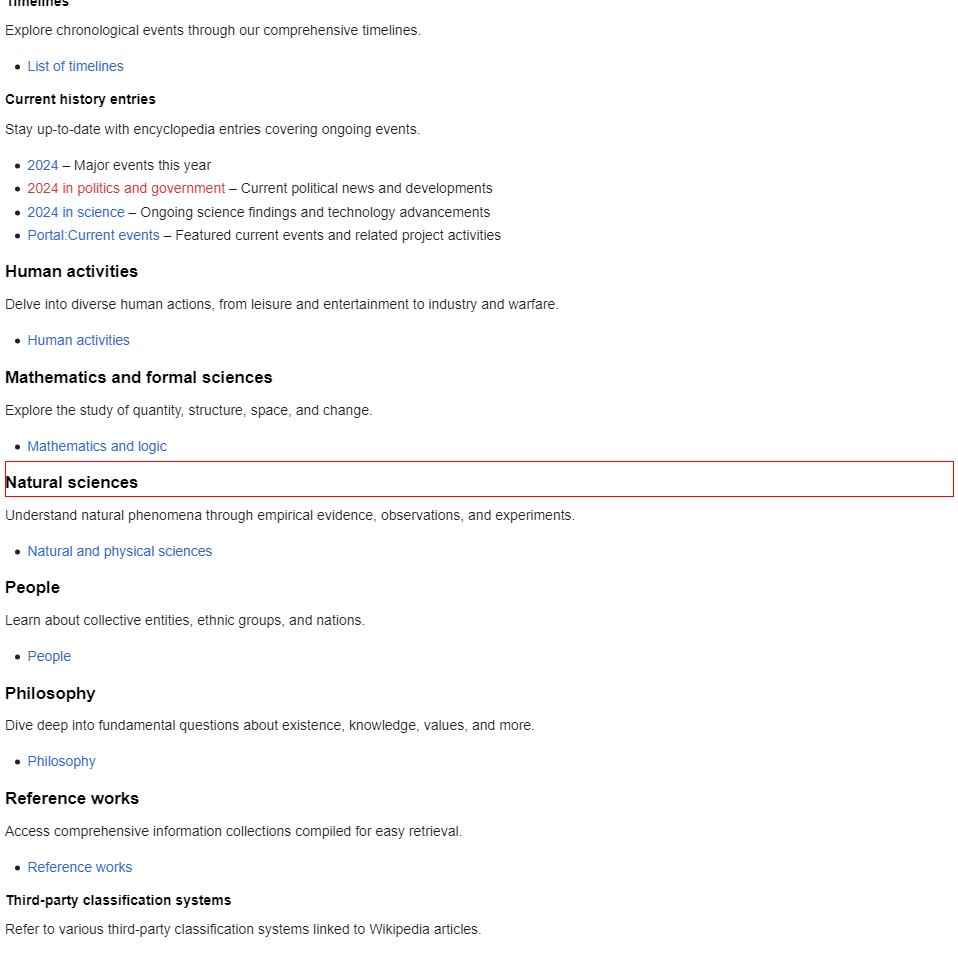 Timelines
Explore chronological events through our comprehensive timelines.
List of timelines
Current history entries
Stay up-to-date with encyclopedia entries covering ongoing events.
2024 – Major events this year
2024 in politics and government – Current political news and developments
2024 in science – Ongoing science findings and technology advancements
Portal:Current events – Featured current events and related project activities
Human activities
Delve into diverse human actions, from leisure and entertainment to industry and warfare.
Human activities
Mathematics and formal sciences
Explore the study of quantity, structure, space, and change.
Mathematics and logic
Natural sciences
Understand natural phenomena through empirical evidence, observations, and experiments.
Natural and physical sciences
People
Learn about collective entities, ethnic groups, and nations.
People
Philosophy
Dive deep into fundamental questions about existence, knowledge, values, and more.
Philosophy
Reference works
Access comprehensive information collections compiled for easy retrieval.
Reference works
Third-party classification systems
Refer to various third-party classification systems linked to Wikipedia articles.